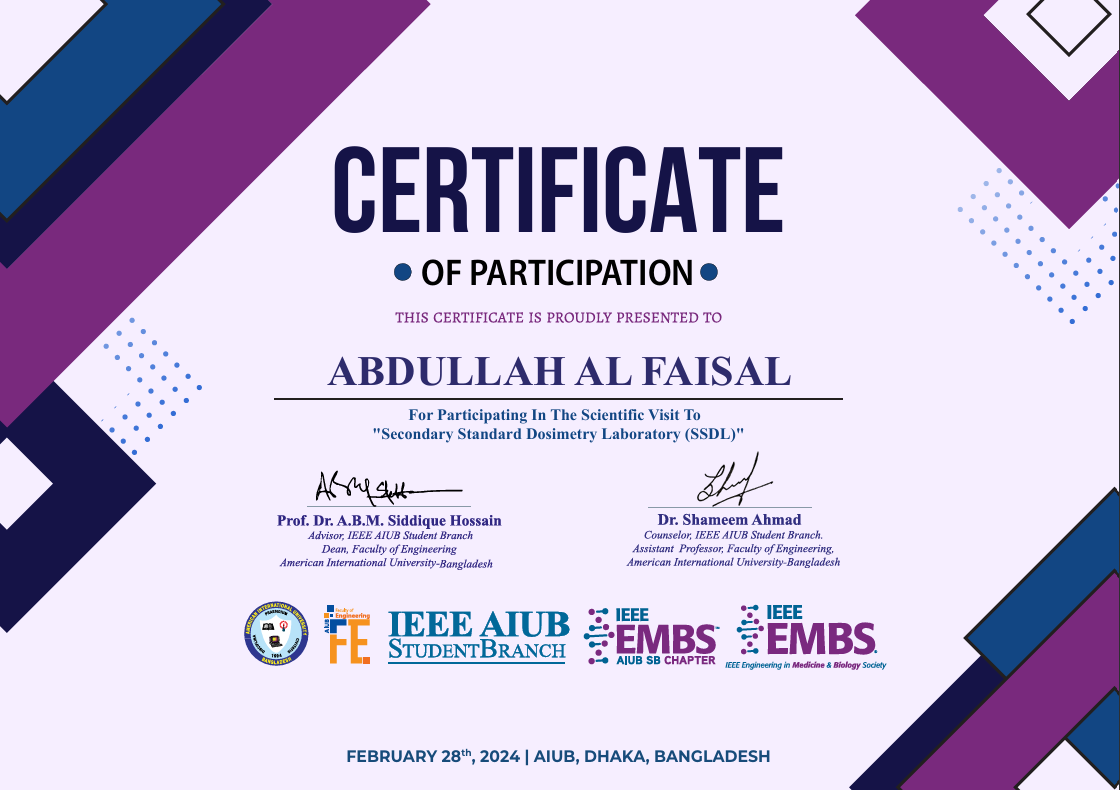 CERTIFICATE
OF PARTICIPATION
THIS CERTIFICATE IS PROUDLY PRESENTED TO
ABDULLAH AL FAISAL
For Participating In The Scientific Visit To
"Secondary Standard Dosimetry Laboratory (SSDL)"
Prof. Dr. A.B.M. Siddique Hossain
Advisor, IEEE AIUB Student Branch
Dean, Faculty of Engineering
American International University-Bangladesh
Dr. Shameem Ahmad
Counselor, IEEE AIUB Student Branch.
Assistant Professor, Faculty of Engineering,
American International University-Bangladesh
AMERICAN INTERNATIONAL UNIVERSITY
BANGLADESH
1994
AIUB
Faculty of
Engineering
FE
IEEE AIUB
STUDENTBRANCH
IEEE
EMBS™
AIUB SB CHAPTER
IEEE
EMBS
IEEE Engineering in Medicine & Biology Society
FEBRUARY 28th, 2024 | AIUB, DHAKA, BANGLADESH